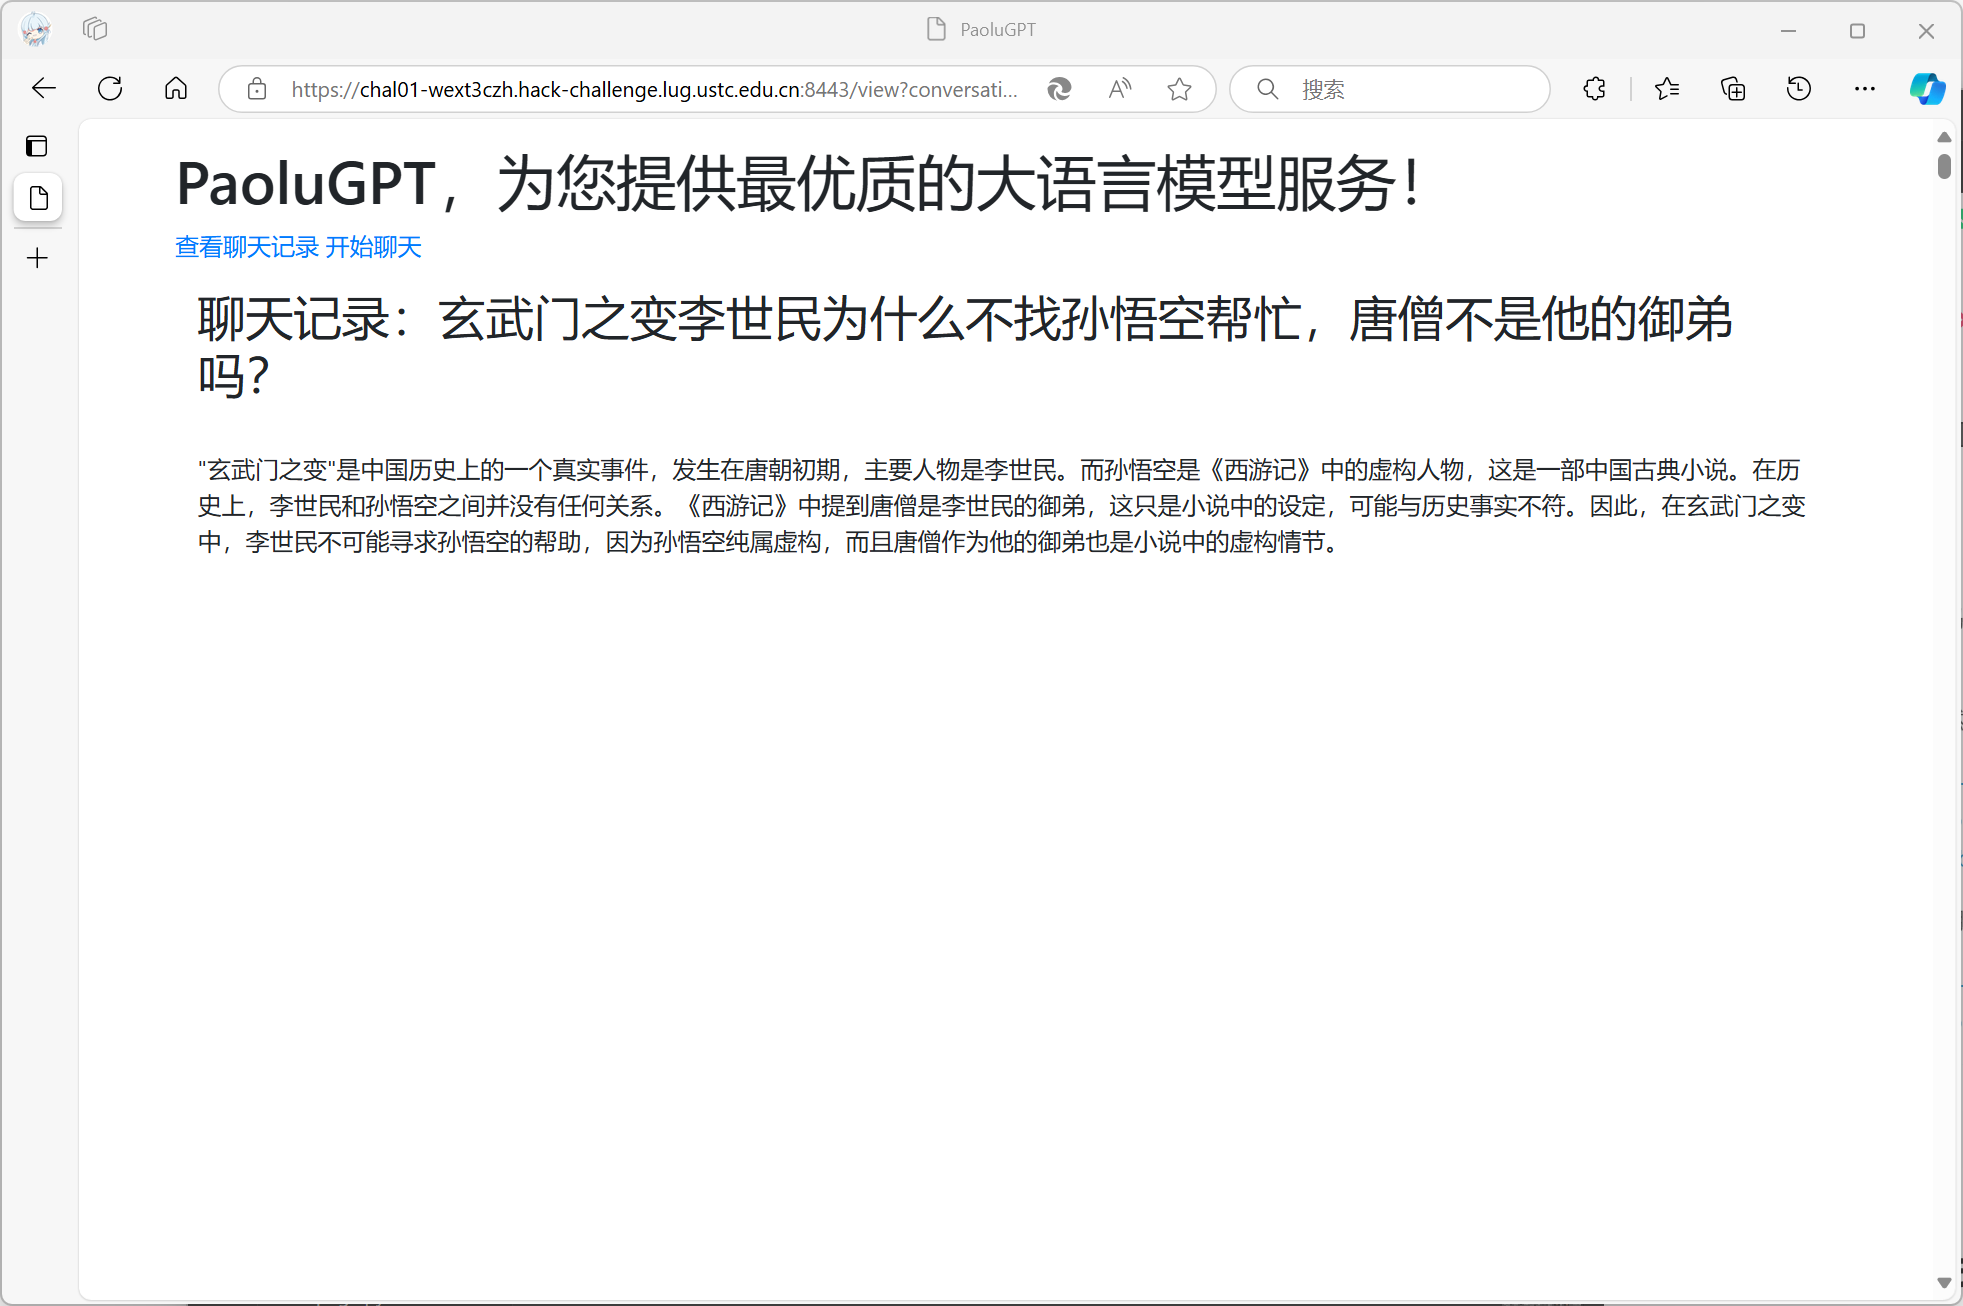 PaoluGPT
https://chal01-wext3czh.hack-challenge.lug.ustc.edu.cn:8443/view?conversati...
搜索
PaoluGPT，为您提供最优质的大语言模型服务！
查看聊天记录 开始聊天
聊天记录：玄武门之变李世民为什么不找孙悟空帮忙，唐僧不是他的御弟
吗？
"玄武门之变"是中国历史上的一个真实事件，发生在唐朝初期，主要人物是李世民。而孙悟空是《西游记》中的虚构人物，这是一部中国古典小说。在历
史上，李世民和孙悟空之间并没有任何关系。《西游记》中提到唐僧是李世民的御弟，这只是小说中的设定，可能与历史事实不符。因此，在玄武门之变
中，李世民不可能寻求孙悟空的帮助，因为孙悟空纯属虚构，而且唐僧作为他的御弟也是小说中的虚构情节。